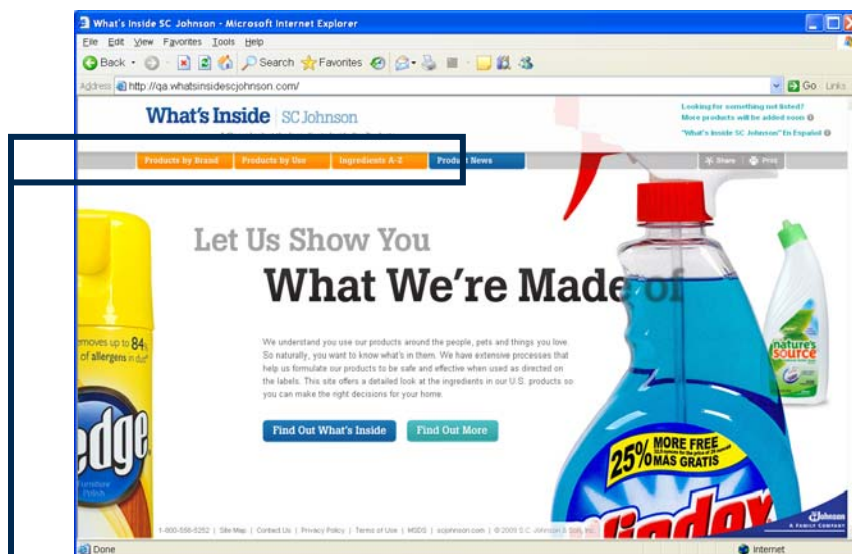 What's Inside SC Johnson - Microsoft Internet Explorer
File Edit View Favorites Tools Help
Back Search Favorites
Address http://qa.whatsinsidescjohnson.com/ Go Links
What's Inside SC Johnson
Looking for something not listed?
More products will be added soon
"What's Inside SC Johnson" En Español
Products by Brand Products by Use Ingredients A-Z Product News Share Print
Let Us Show You
What We're Made of
removes up to 84%
of allergens in dust*
We understand you use our products around the people, pets and things you love.
So naturally, you want to know what's in them. We have extensive processes that
help us formulate our products to be safe and effective when used as directed on
the labels. This site offers a detailed look at the ingredients in our U.S. products so
you can make the right decisions for your home.
nature's
source
Find Out What's Inside Find Out More
edge
Furniture
Polish
25% MORE FREE
MÁS GRATIS
Windex
1-800-558-5252 | Site Map | Contact Us | Privacy Policy | Terms of Use | MSDS | scjohnson.com | © 2009 S.C. Johnson & Son, Inc.
SC Johnson
A FAMILY COMPANY
Done Internet